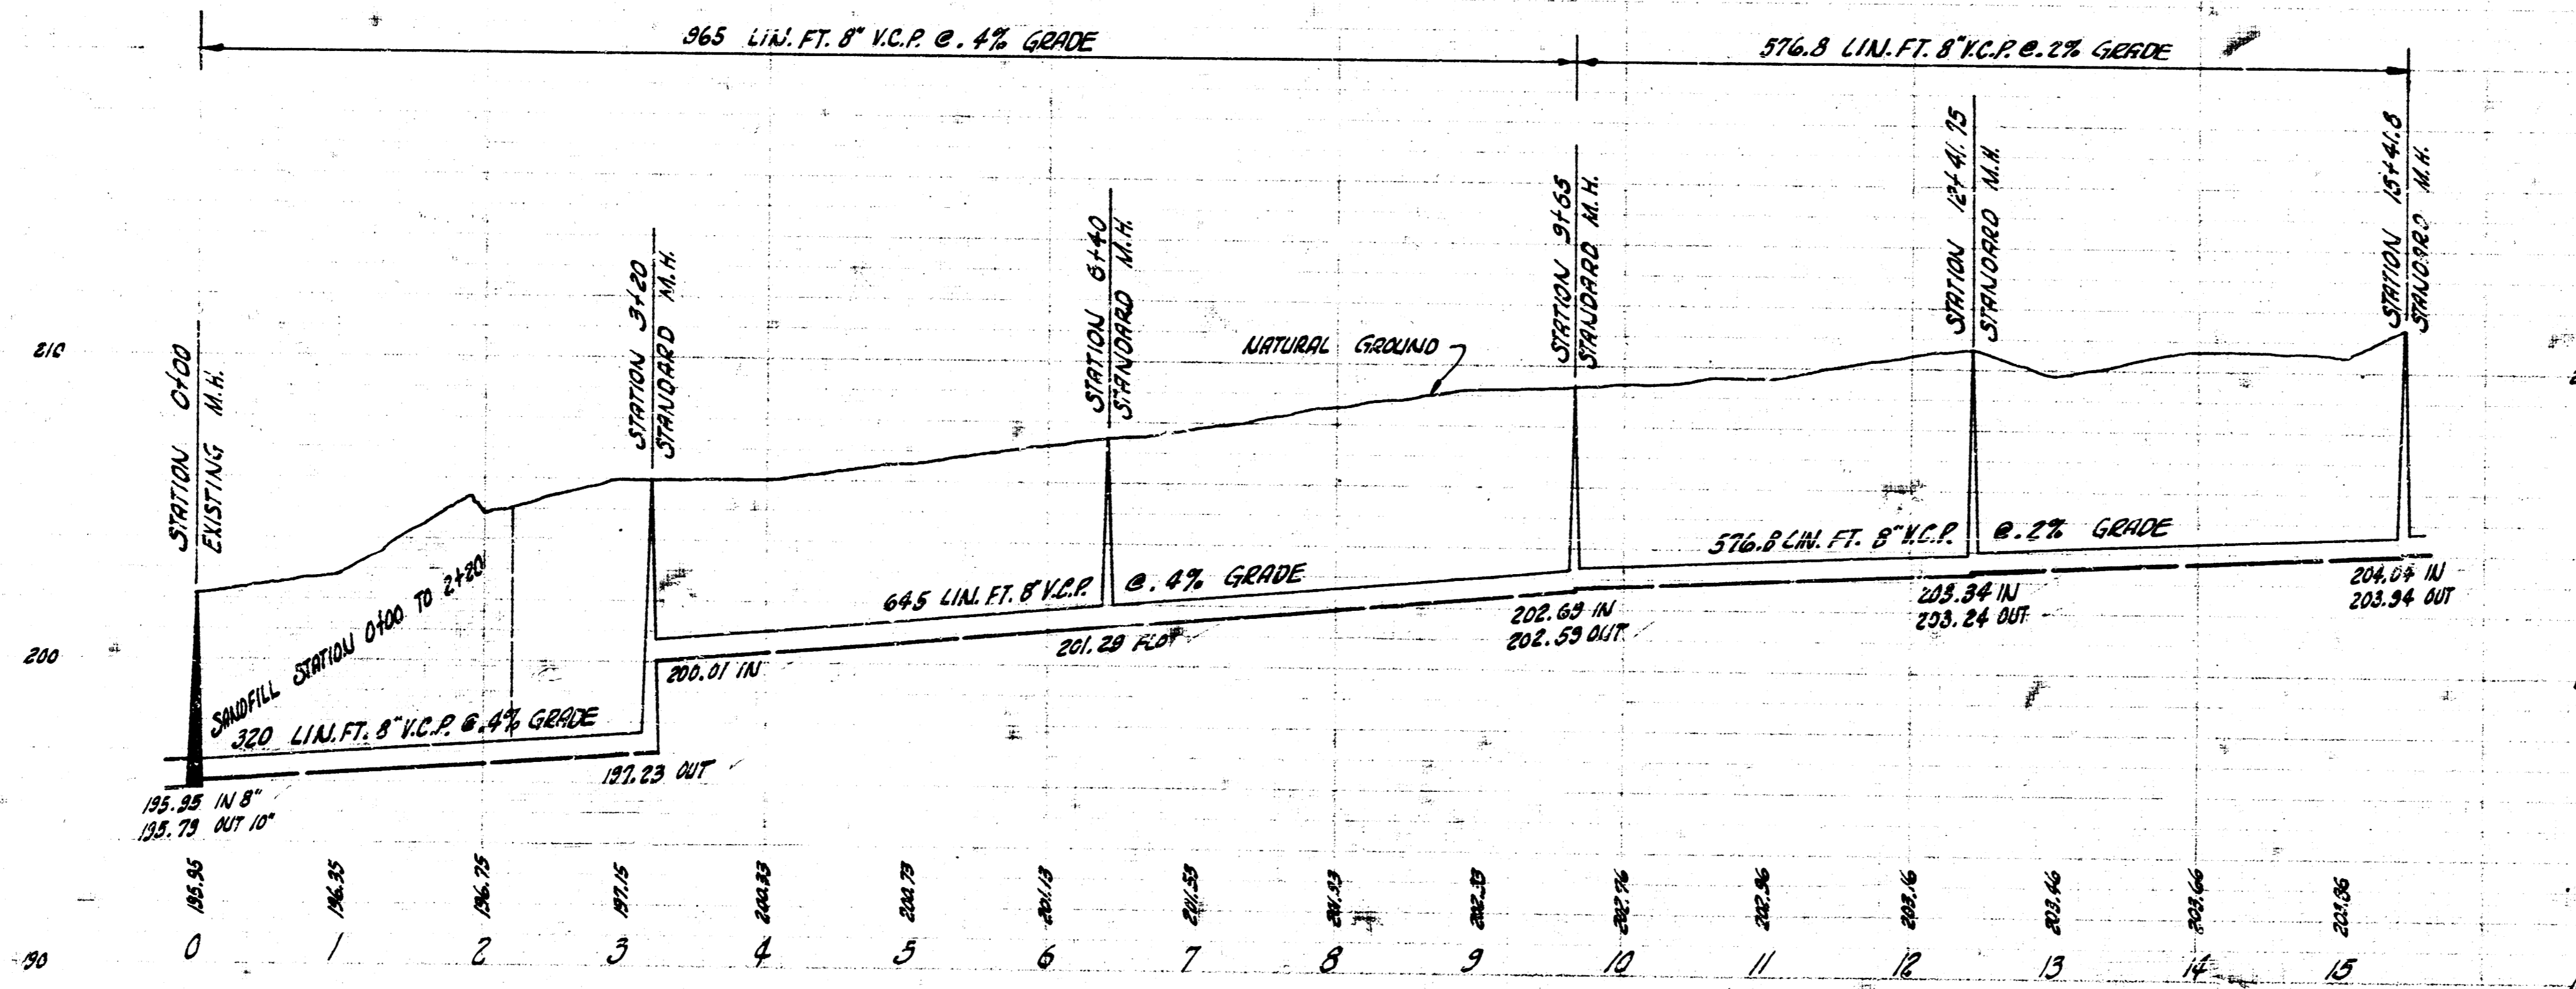 965 LIN. FT. 8" V.C.P. @ .4% GRADE
576.8 LIN. FT. 8" V.C.P. @ .2% GRADE
STATION 0+00
EXISTING M.H.
STATION 3+20
STANDARD M.H.
STATION 6+40
STANDARD M.H.
STATION 9+65
STANDARD M.H.
STATION 12+41.75
STANDARD M.H.
STATION 15+41.8
STANDARD M.H.
NATURAL GROUND
210
200
190
SANDFILL STATION 0+00 TO 2+20
320 LIN. FT. 8" V.C.P. @ .4% GRADE
645 LIN. FT. 8" V.C.P. @ .4% GRADE
576.8 LIN. FT. 8" V.C.P. @ .2% GRADE
195.95 IN 8"
195.79 OUT 10"
197.23 OUT
200.01 IN
201.29
202.69 IN
202.59 OUT
203.34 IN
203.24 OUT
204.04 IN
203.94 OUT
195.95 196.35 196.75 197.15 200.33 200.73 201.13 201.53 201.93 202.33 202.76 202.96 203.16 203.46 203.66 203.86
0 1 2 3 4 5 6 7 8 9 10 11 12 13 14 15